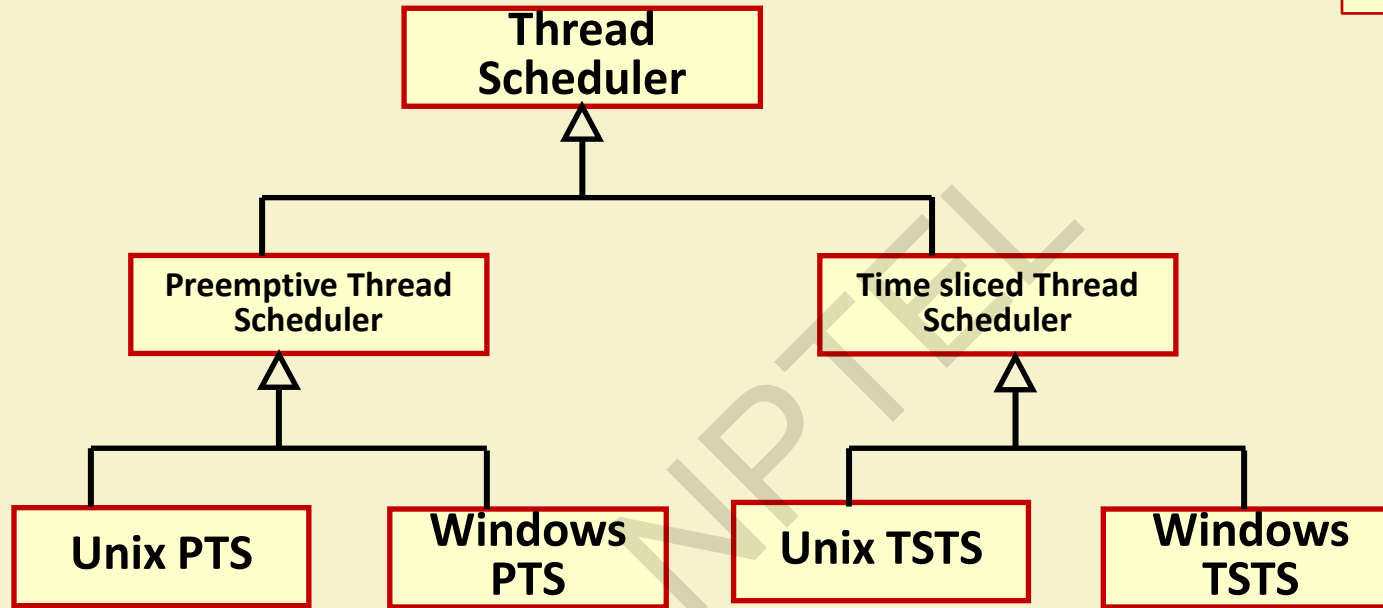 Thread
Scheduler
Preemptive Thread
Scheduler
Time sliced Thread
Scheduler
Unix PTS
Windows
PTS
Unix TSTS
Windows
TSTS
NPTEL